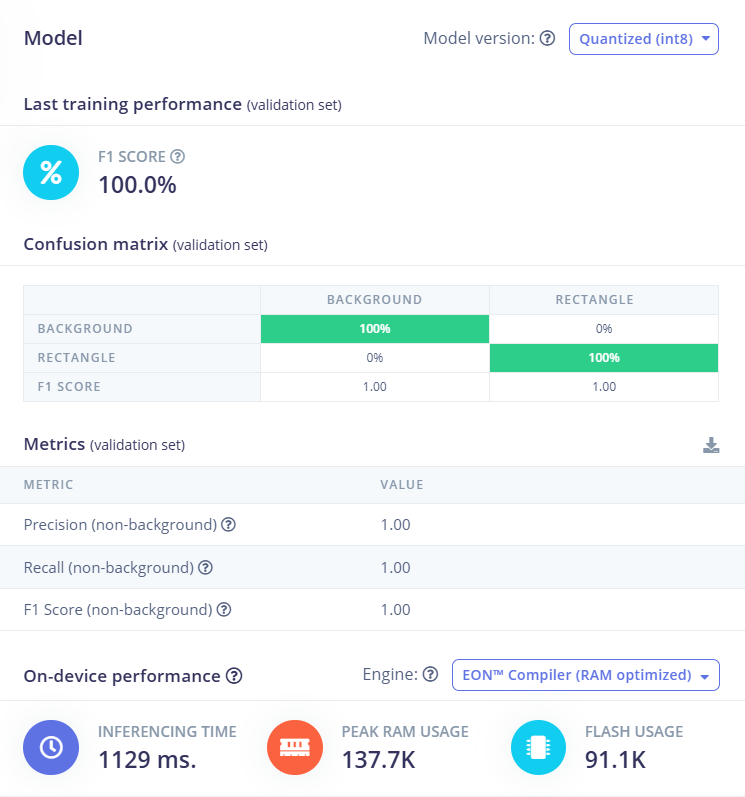 Model
Model version: Quantized (int8)
Last training performance (validation set)
F1 SCORE
100.0%
Confusion matrix (validation set)
BACKGROUND RECTANGLE
BACKGROUND 100% 0%
RECTANGLE 0% 100%
F1 SCORE 1.00 1.00
Metrics (validation set)
METRIC VALUE
Precision (non-background) 1.00
Recall (non-background) 1.00
F1 Score (non-background) 1.00
On-device performance Engine: EON™ Compiler (RAM optimized)
INFERENCING TIME PEAK RAM USAGE FLASH USAGE
1129 ms. 137.7K 91.1K